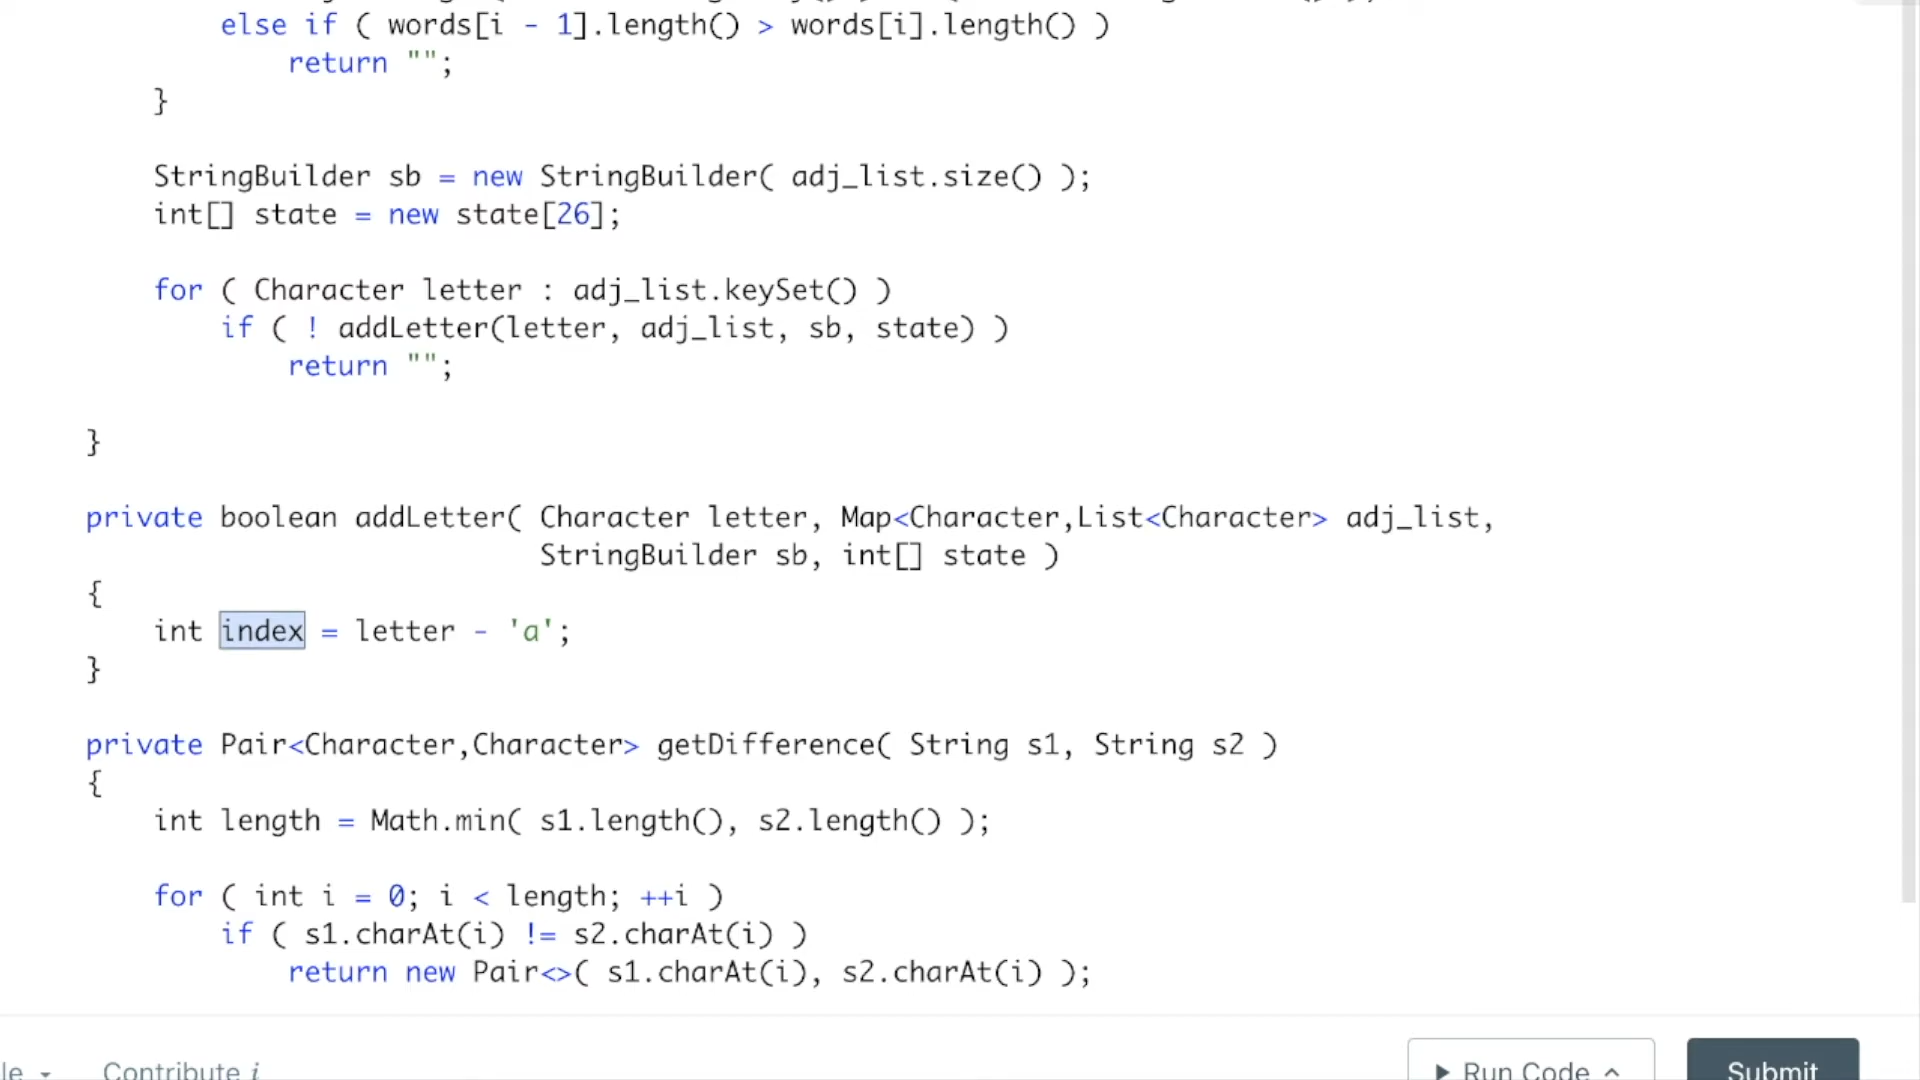 else if ( words[i - 1].length() > words[i].length() )
return "";
}
StringBuilder sb = new StringBuilder( adj_list.size() );
int[] state = new state[26];
for ( Character letter : adj_list.keySet() )
if ( ! addLetter(letter, adj_list, sb, state) )
return "";
}
private boolean addLetter( Character letter, Map<Character,List<Character> adj_list,
StringBuilder sb, int[] state )
{
int index = letter - 'a';
}
private Pair<Character,Character> getDifference( String s1, String s2 )
{
int length = Math.min( s1.length(), s2.length() );
for ( int i = 0; i < length; ++i )
if ( s1.charAt(i) != s2.charAt(i) )
return new Pair<>( s1.charAt(i), s2.charAt(i) );
le Contribute i Run Code Submit